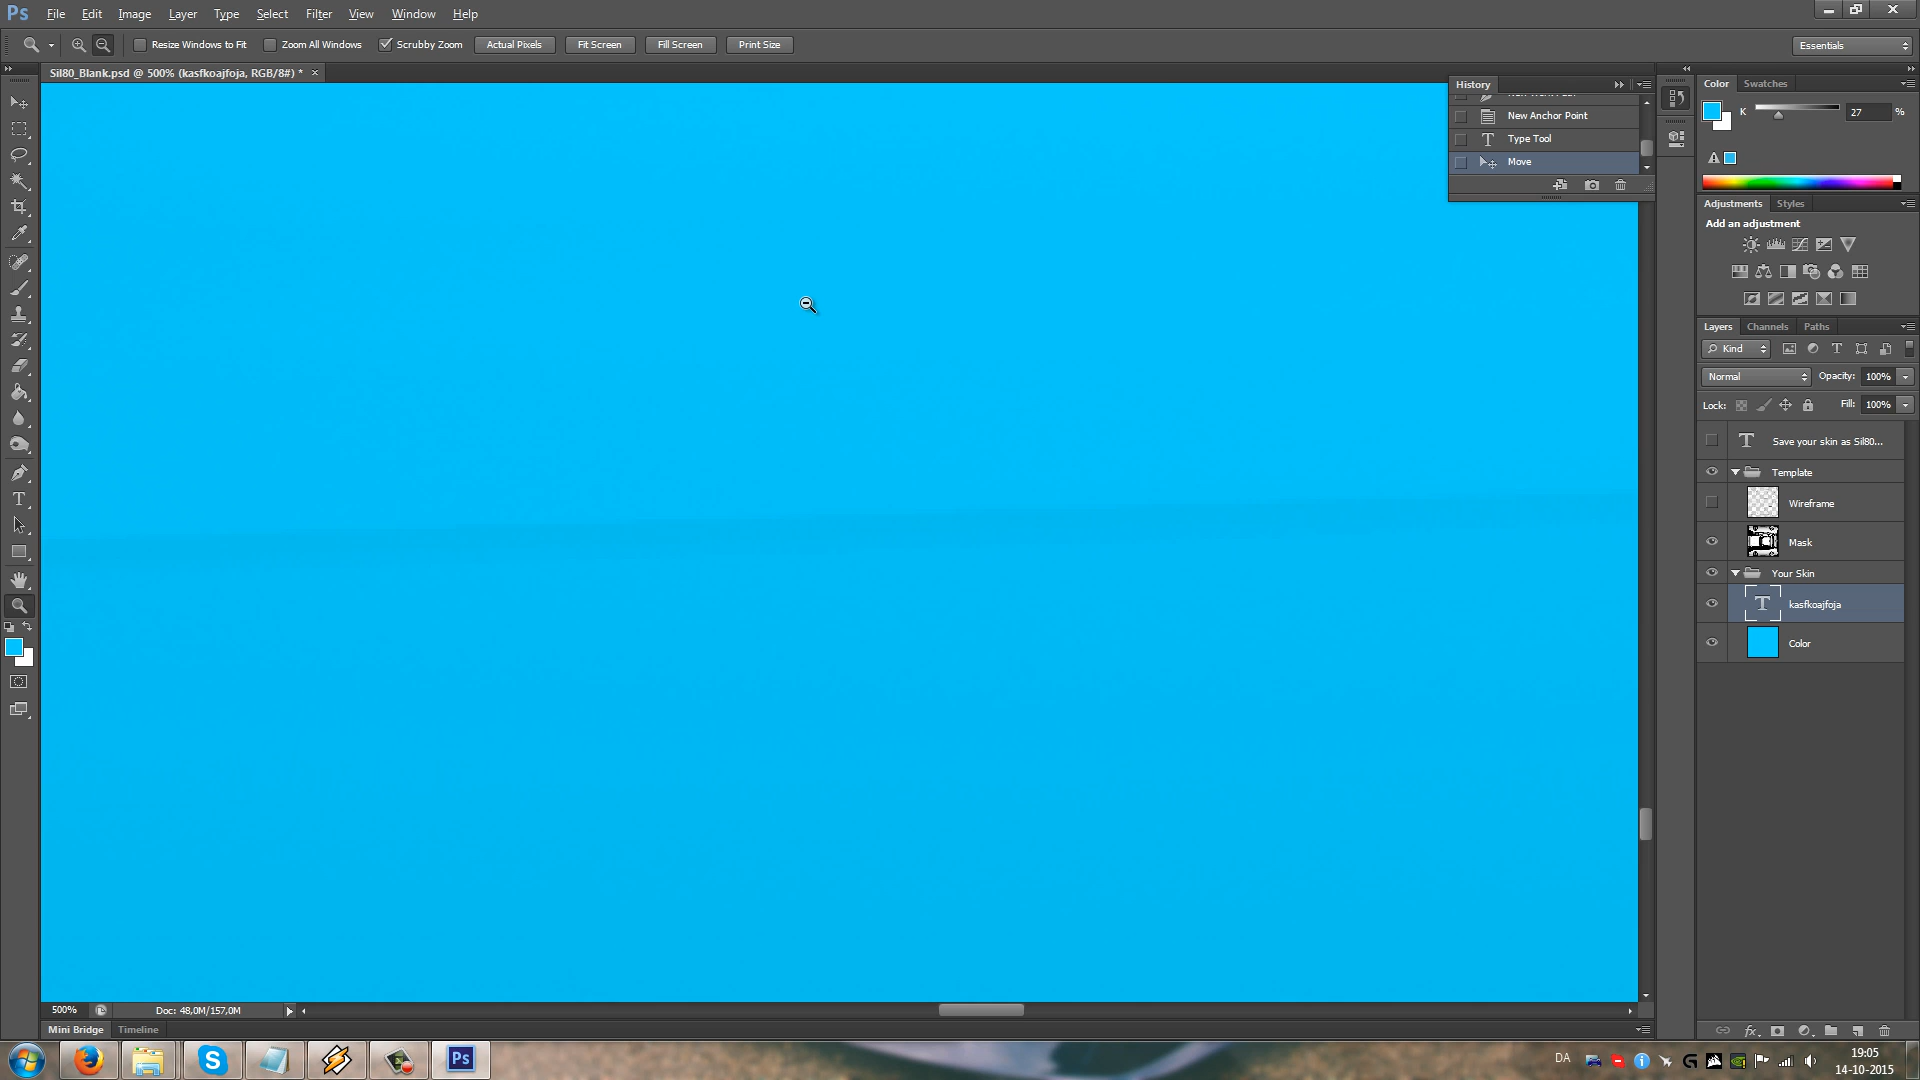 Ps File Edit Image Layer Type Select Filter View Window Help
Resize Windows to Fit Zoom All Windows Scrubby Zoom Actual Pixels Fit Screen Fill Screen Print Size Essentials
Sil80_Blank.psd @ 500% (kasfkoajfoja, RGB/8#) * ×
History
New Anchor Point
Type Tool
Move
Color Swatches
K 27 %
Adjustments Styles
Add an adjustment
Layers Channels Paths
Kind
Normal Opacity: 100%
Lock: Fill: 100%
Save your skin as Sil80...
Template
Wireframe
Mask
Your Skin
kasfkoajfoja
Color
500% Doc: 48,0M/157,0M
Mini Bridge Timeline
Ps
DA
19:05
14-10-2015